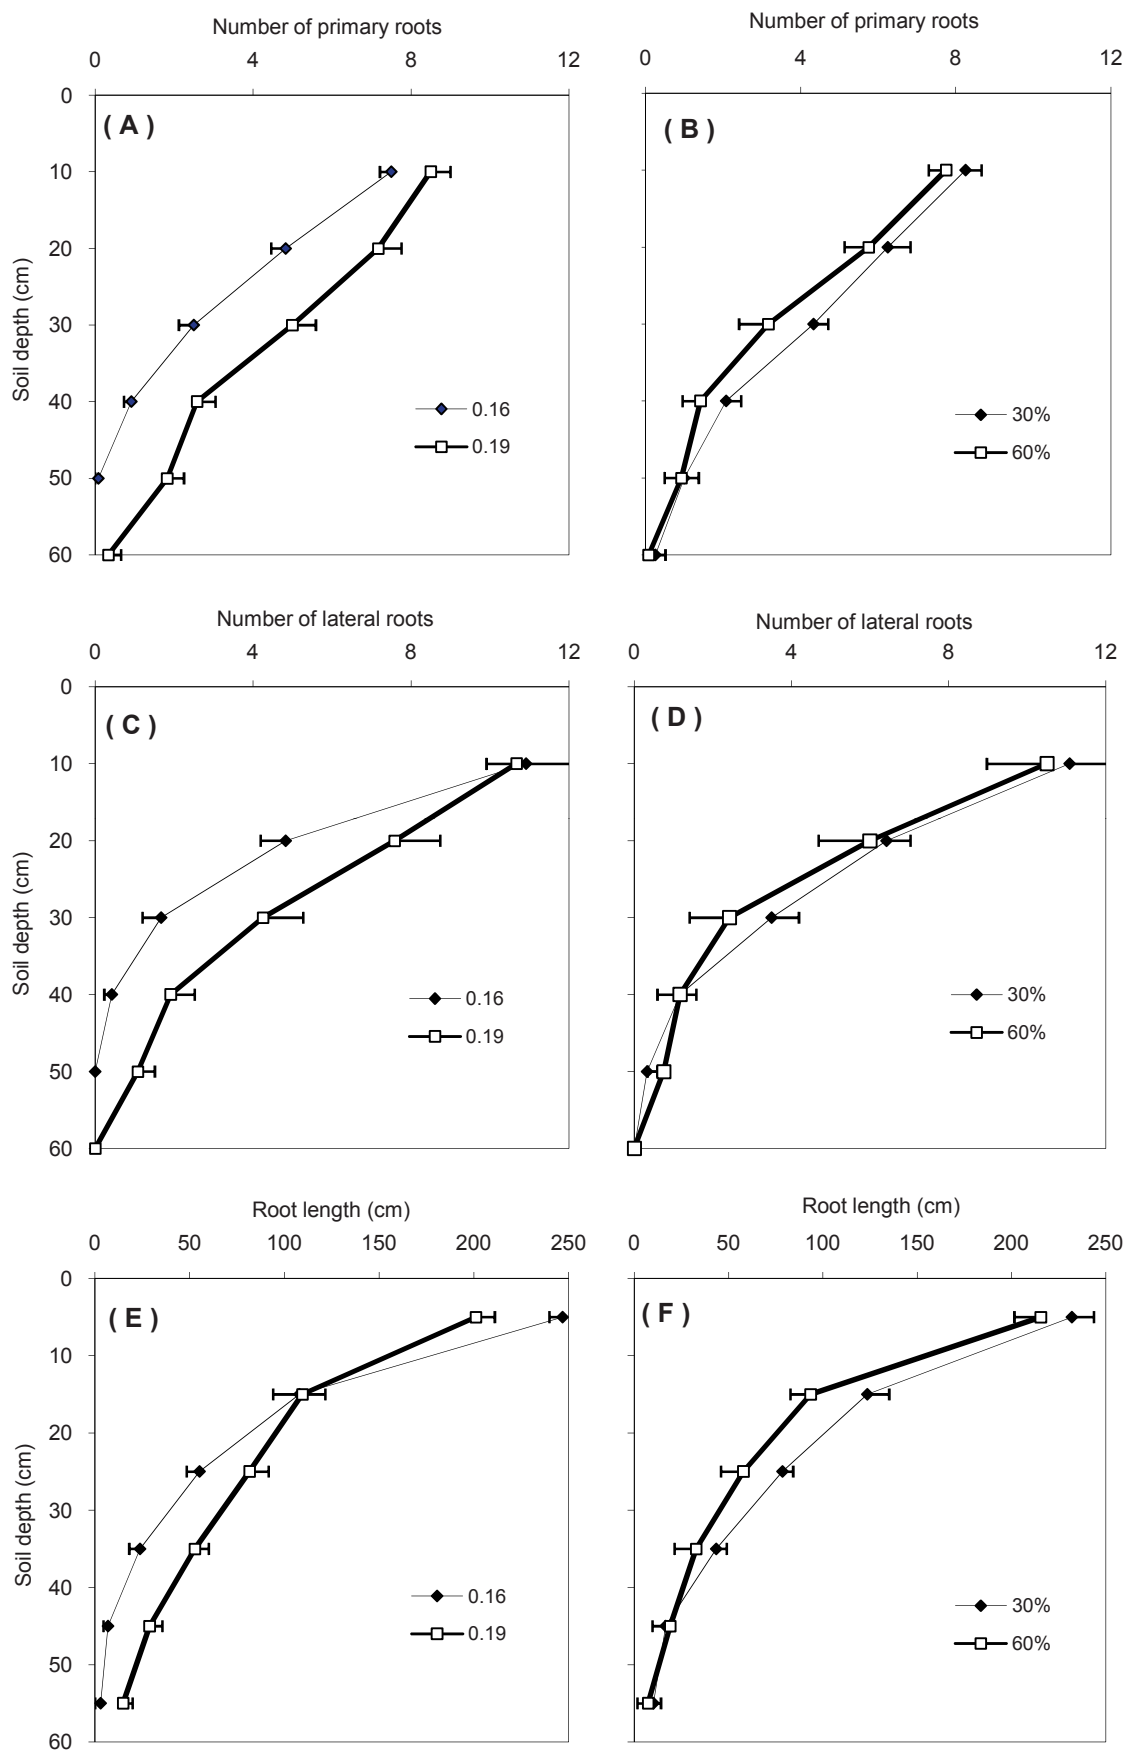 Number of primary roots
0 4 8 12
0
10
20
30
40
50
60
Soil depth (cm)
( A )
0.16
0.19
Number of primary roots
0 4 8 12
( B )
30%
60%
Number of lateral roots
0 4 8 12
0
10
20
30
40
50
60
Soil depth (cm)
( C )
0.16
0.19
Number of lateral roots
0 4 8 12
( D )
30%
60%
Root length (cm)
0 50 100 150 200 250
0
10
20
30
40
50
60
Soil depth (cm)
( E )
0.16
0.19
Root length (cm)
0 50 100 150 200 250
( F )
30%
60%